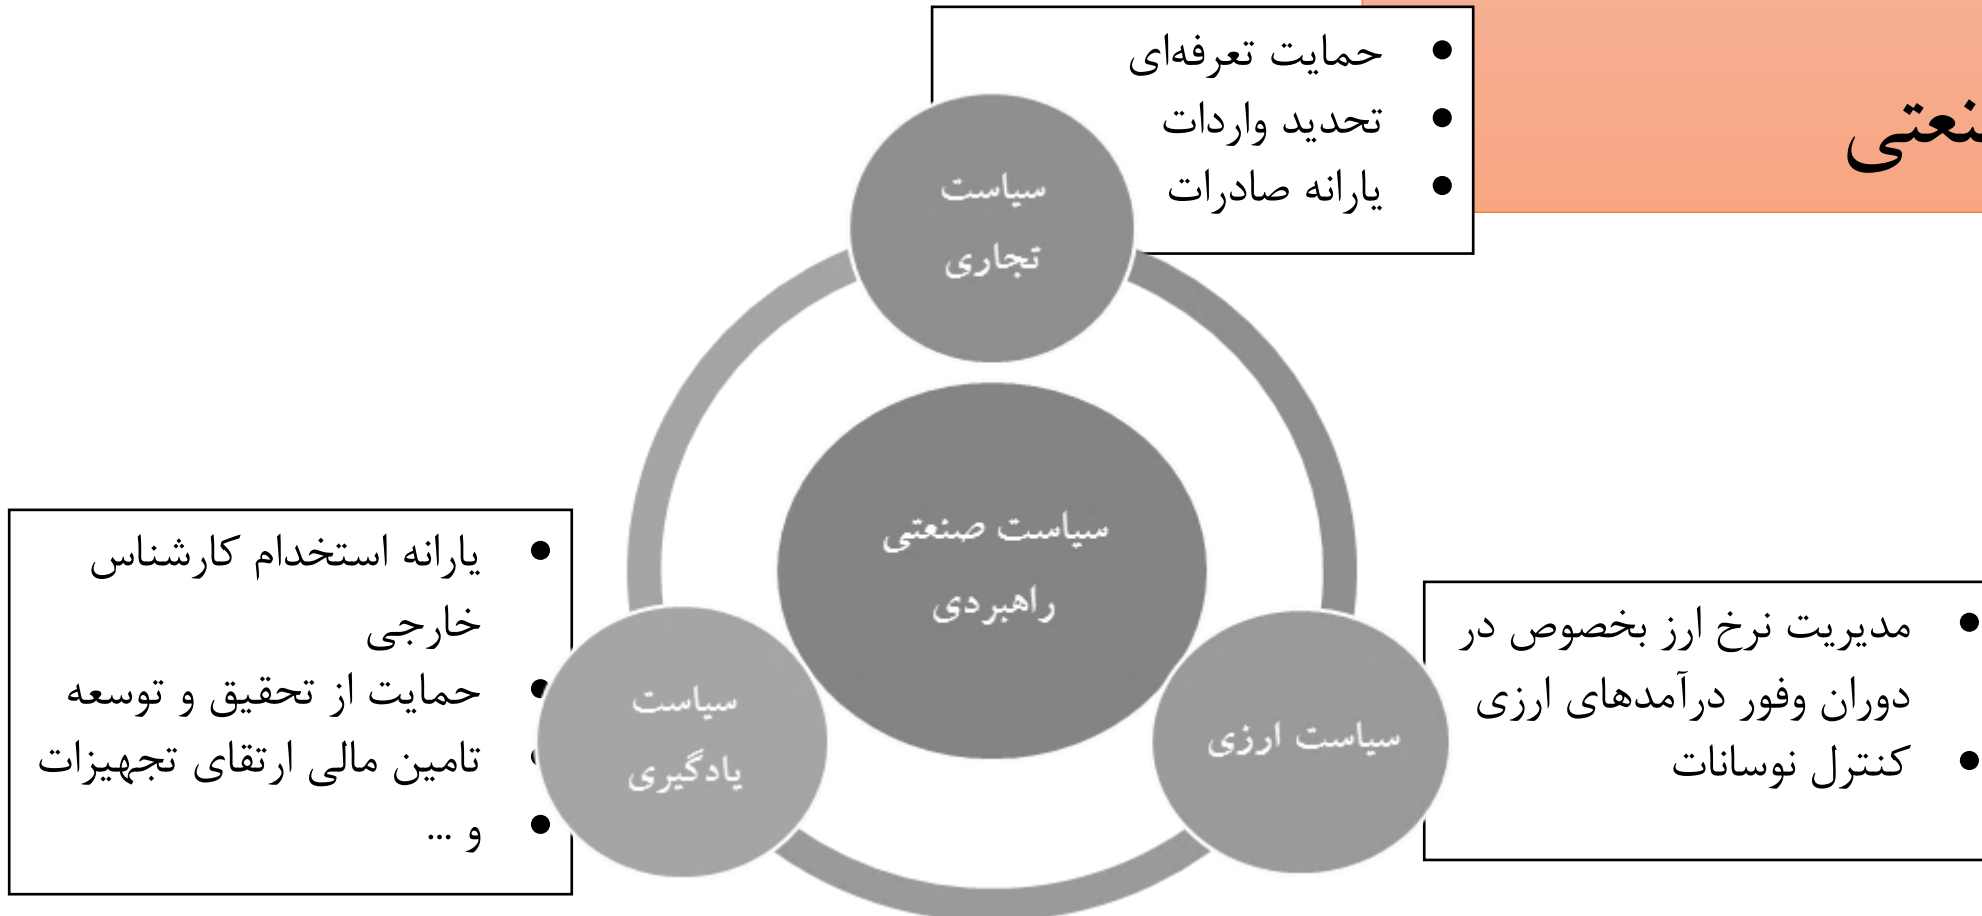 حمایت تعرفه‌ای
تحدید واردات
یارانه صادرات
سیاست
تجاری
سیاست صنعتی
راهبردی
مدیریت نرخ ارز بخصوص در
دوران وفور درآمدهای ارزی
کنترل نوسانات
سیاست ارزی
یارانه استخدام کارشناس
خارجی
حمایت از تحقیق و توسعه
تامین مالی ارتقای تجهیزات
و ...
سیاست
یادگیری